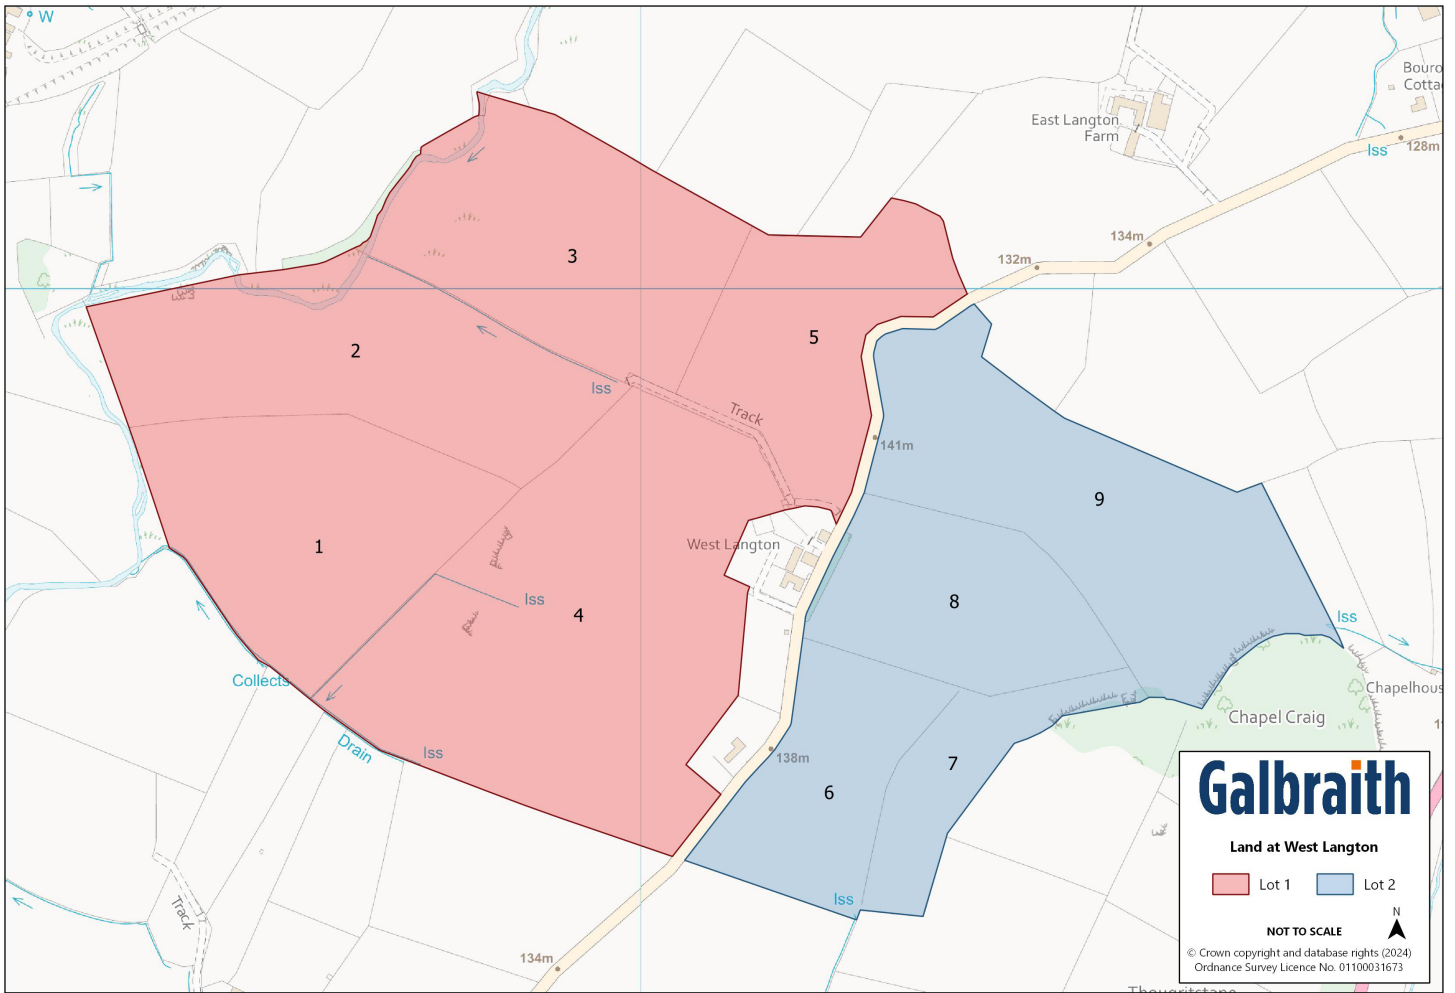 W
Bouro
Cotta
East Langton
Farm
Iss
128m
134m
132m
3
5
2
Iss
Track
141m
9
West Langton
1
Iss
4
8
Iss
Collects
Chapelhous
Chapel Craig
Drain
Iss
138m
7
6
Iss
Track
134m
Galbraith
Land at West Langton
Lot 1
Lot 2
N
NOT TO SCALE
© Crown copyright and database rights (2024)
Ordnance Survey Licence No. 01100031673